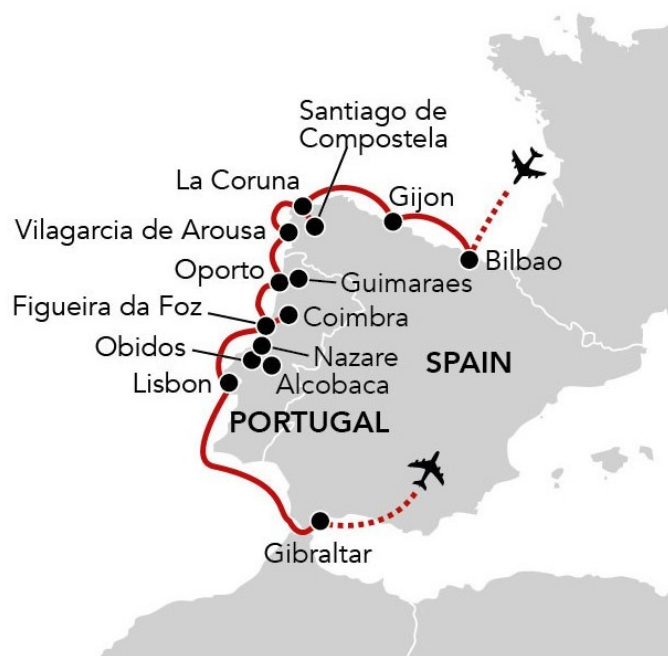 Santiago de
Compostela
La Coruna
Gijon
Vilagarcia de Arousa
Bilbao
Oporto
Guimaraes
Figueira da Foz
Coimbra
Obidos
Nazare
SPAIN
Lisbon
Alcobaca
PORTUGAL
Gibraltar